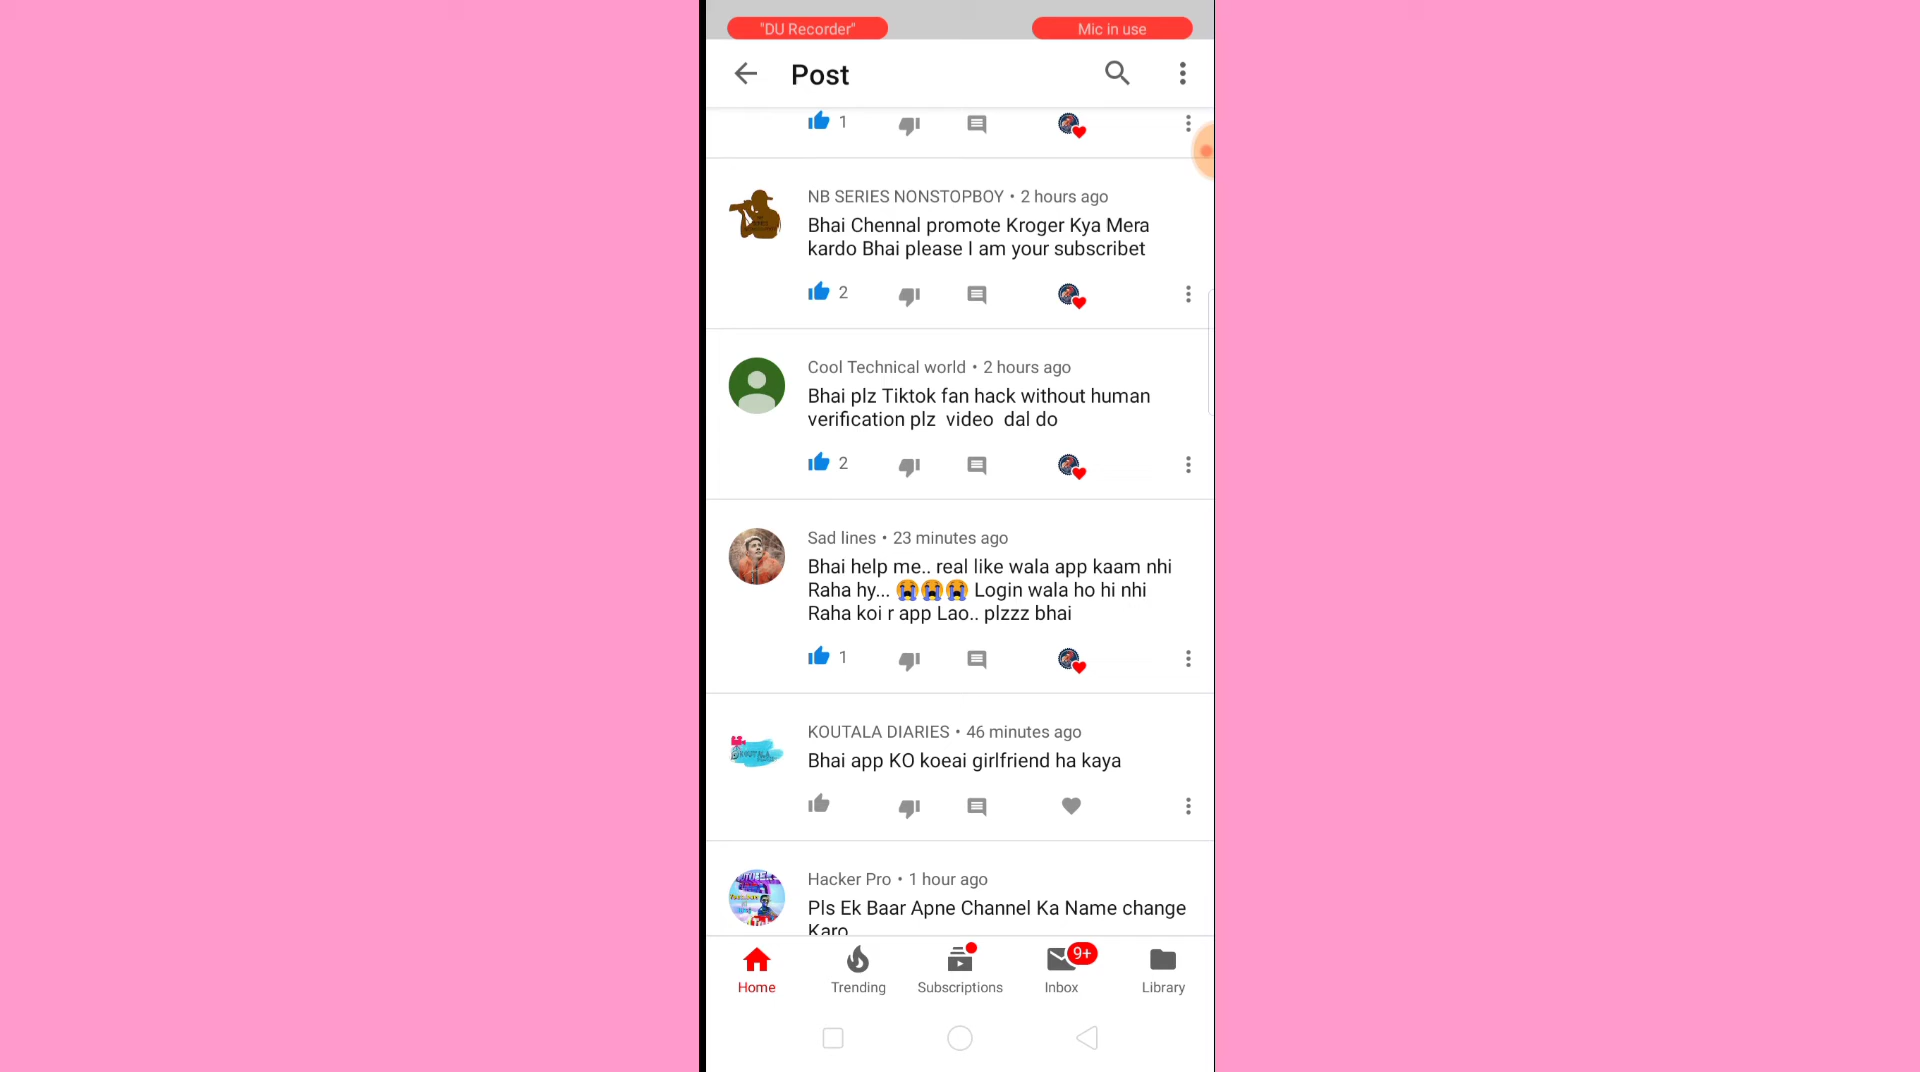 "DU Recorder" Mic in use
Post
1
NB SERIES NONSTOPBOY • 2 hours ago
Bhai Chennal promote Kroger Kya Mera
kardo Bhai please I am your subscribet
2
Cool Technical world • 2 hours ago
Bhai plz Tiktok fan hack without human
verification plz video dal do
2
Sad lines • 23 minutes ago
Bhai help me.. real like wala app kaam nhi
Raha hy... 😭😭😭 Login wala ho hi nhi
Raha koi r app Lao.. plzzz bhai
1
KOUTALA DIARIES • 46 minutes ago
Bhai app KO koeai girlfriend ha kaya
Hacker Pro • 1 hour ago
Pls Ek Baar Apne Channel Ka Name change
Karo
9+
Home Trending Subscriptions Inbox Library